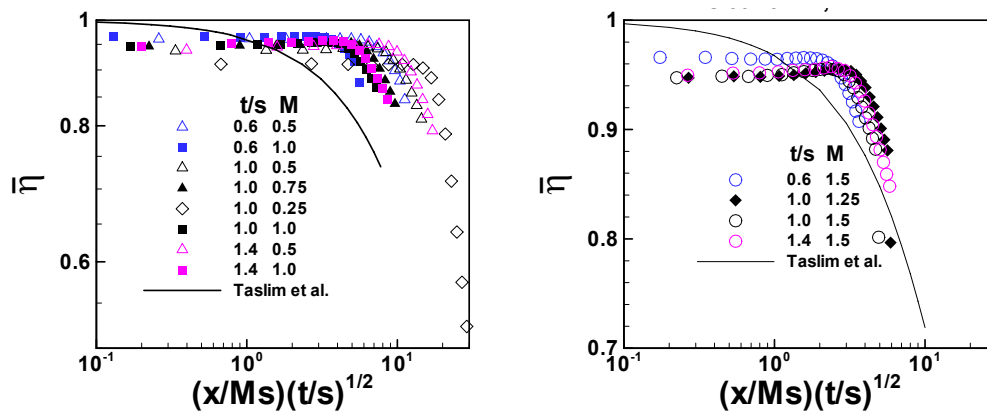 η̄
1
0.8
0.6
t/s M
0.6 0.5
0.6 1.0
1.0 0.5
1.0 0.75
1.0 0.25
1.0 1.0
1.4 0.5
1.4 1.0
Taslim et al.
10⁻¹ 10⁰ 10¹
(x/Ms)(t/s)^1/2
η̄
1
0.9
0.8
0.7
t/s M
0.6 1.5
1.0 1.25
1.0 1.5
1.4 1.5
Taslim et al.
10⁻¹ 10⁰ 10¹
(x/Ms)(t/s)^1/2